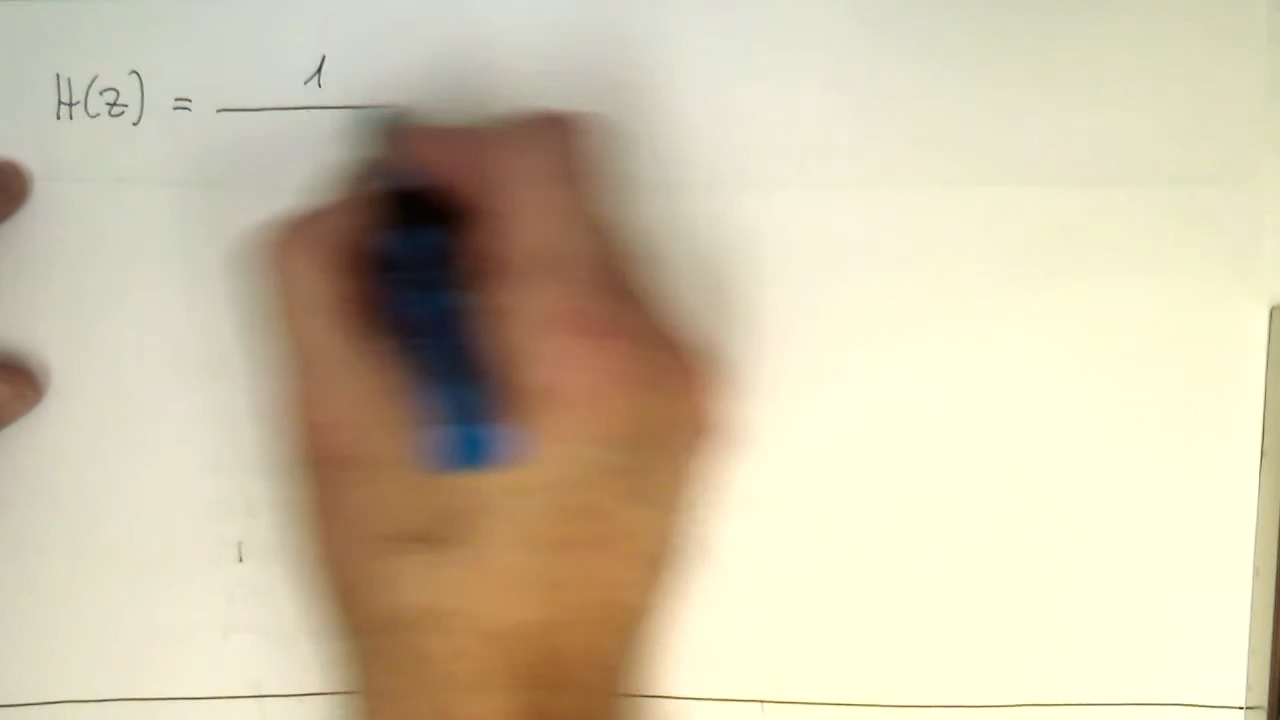 H(z) = 1